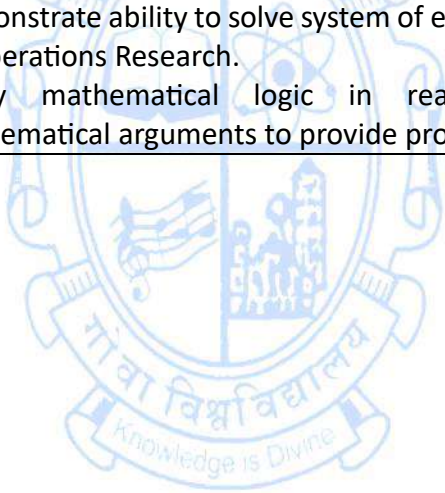 onstrate ability to solve system of e
perations Research.
y mathematical logic in rea
ematical arguments to provide pro
गोंवा विश्वविद्यालय
Knowledge is Divine